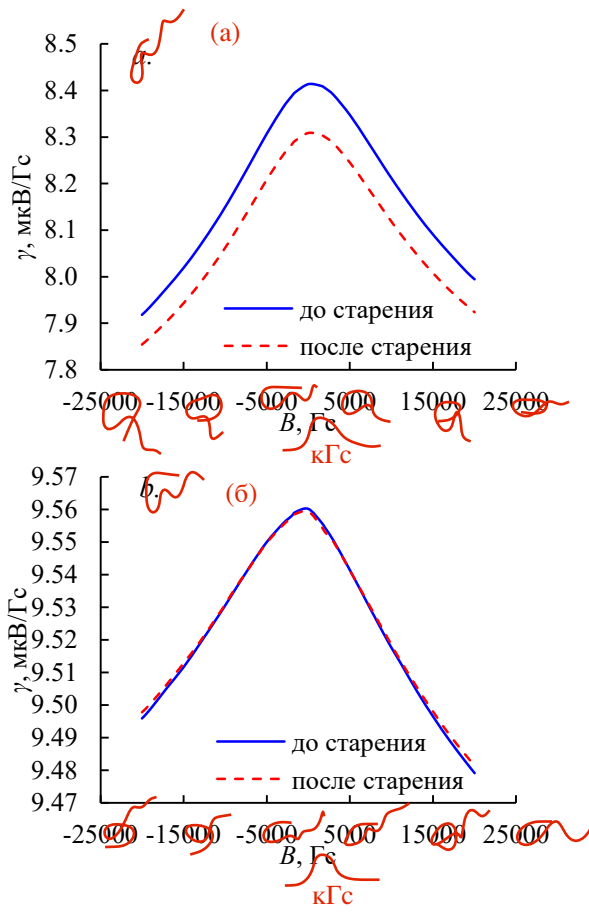 a. (а)
8.5
8.4
8.3
8.2
8.1
8.0
7.9
7.8
γ, мкВ/Гс
до старения
после старения
-25000 -15000 -5000 5000 15000 25000
B, Гс
кГс
b. (б)
9.57
9.56
9.55
9.54
9.53
9.52
9.51
9.50
9.49
9.48
9.47
γ, мкВ/Гс
до старения
после старения
-25000 -15000 -5000 5000 15000 25000
B, Гс
кГс